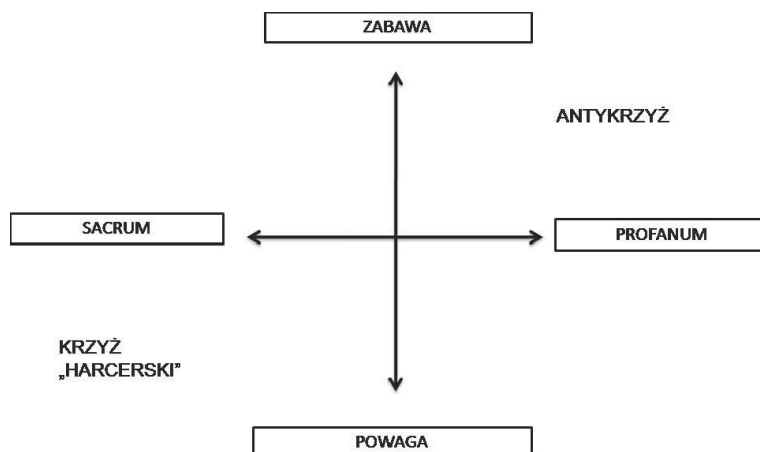 ZABAWA
ANTYKRZYŻ
SACRUM
PROFANUM
KRZYŻ
„HARCERSKI”
POWAGA